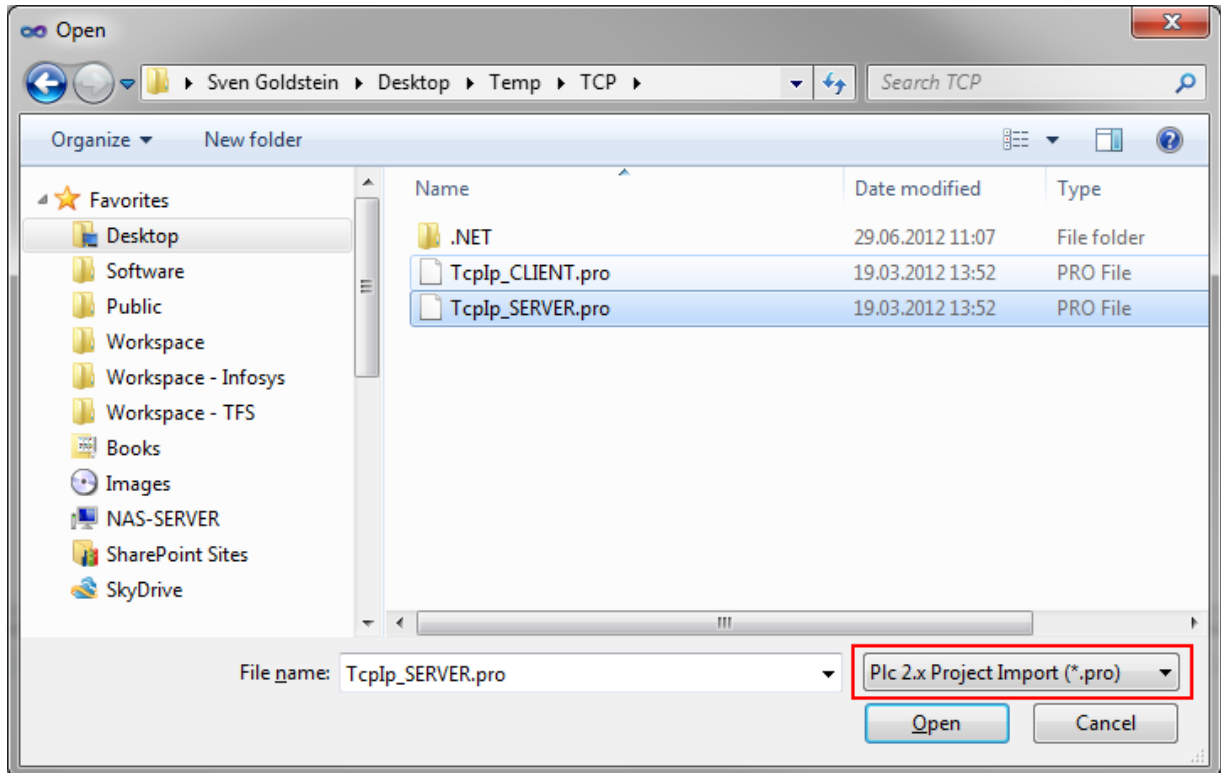 Open
Sven Goldstein Desktop Temp TCP Search TCP
Organize New folder
Favorites
Desktop
Software
Public
Workspace
Workspace - Infosys
Workspace - TFS
Books
Images
NAS-SERVER
SharePoint Sites
SkyDrive
Name Date modified Type
.NET 29.06.2012 11:07 File folder
TcpIp_CLIENT.pro 19.03.2012 13:52 PRO File
TcpIp_SERVER.pro 19.03.2012 13:52 PRO File
File name: TcpIp_SERVER.pro Plc 2.x Project Import (*.pro)
Open Cancel